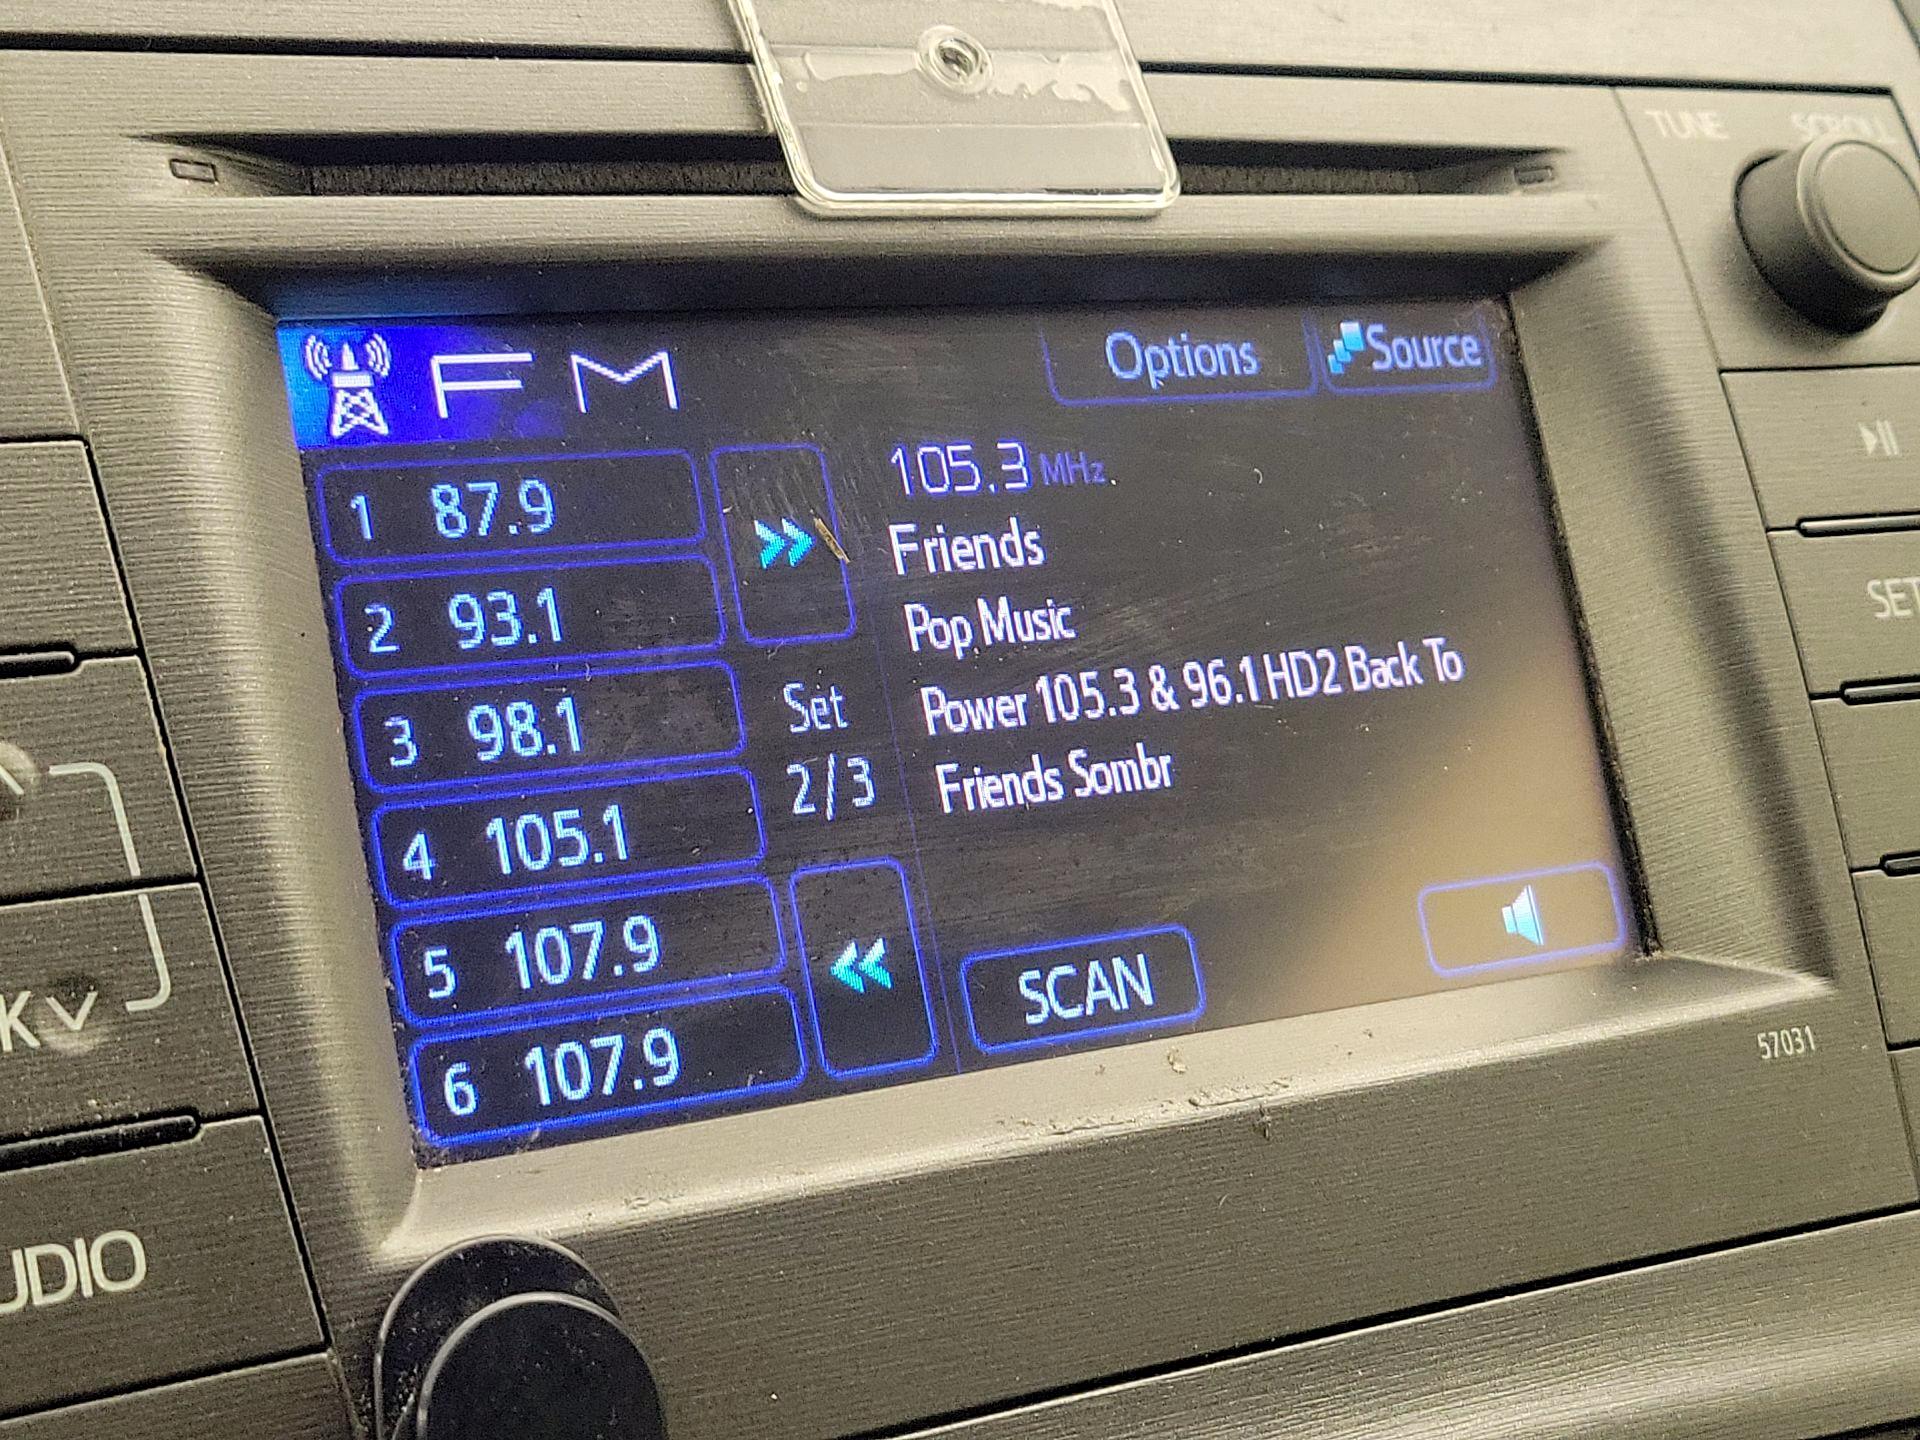 TUNE SCROLL
FM
Options
Source
1 87.9
2 93.1
3 98.1
4 105.1
5 107.9
6 107.9
Set
2/3
105.3 MHz
Friends
Pop Music
Power 105.3 & 96.1 HD2 Back To
Friends Sombr
SCAN
SET
57031
K
UDIO